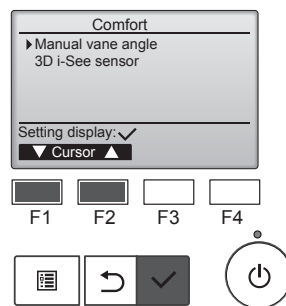 Comfort
Manual vane angle
3D i-See sensor
Setting display:✓
▼ Cursor ▲
F1 F2 F3 F4